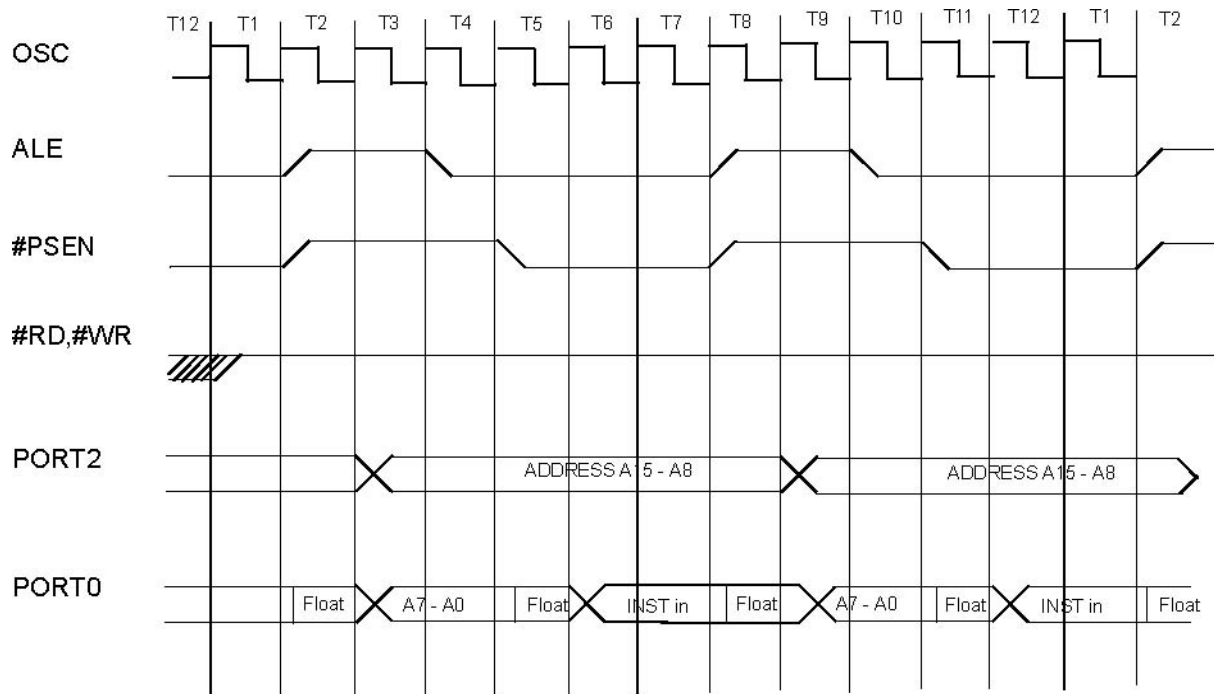 T12 T1 T2 T3 T4 T5 T6 T7 T8 T9 T10 T11 T12 T1 T2
OSC
ALE
#PSEN
#RD,#WR
PORT2 ADDRESS A15 - A8 ADDRESS A15 - A8
PORT0 Float A7 - A0 Float INST in Float A7 - A0 Float INST in Float